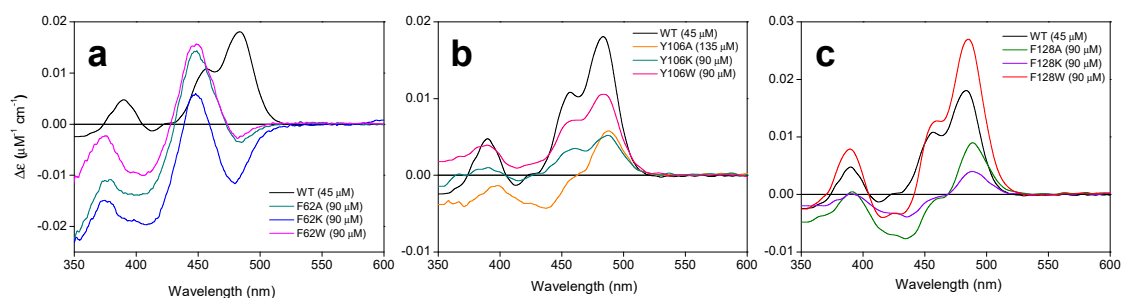 a
0.02
0.01
0.00
-0.01
-0.02
350 400 450 500 550 600
Wavelength (nm)
Δε (μM⁻¹ cm⁻¹)
WT (45 μM)
F62A (90 μM)
F62K (90 μM)
F62W (90 μM)
b
0.02
0.01
0.00
-0.01
350 400 450 500 550 600
Wavelength (nm)
WT (45 μM)
Y106A (135 μM)
Y106K (90 μM)
Y106W (90 μM)
c
0.03
0.02
0.01
0.00
-0.01
350 400 450 500 550 600
Wavelength (nm)
WT (45 μM)
F128A (90 μM)
F128K (90 μM)
F128W (90 μM)